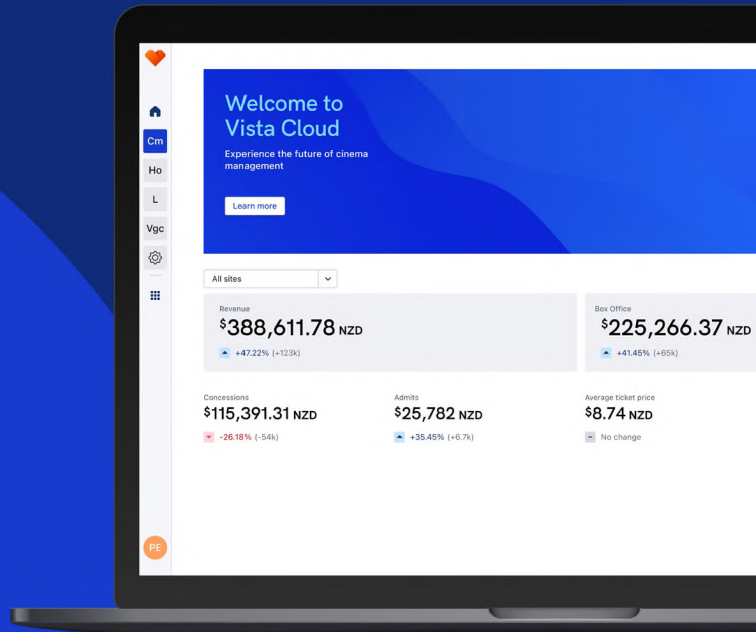 Welcome to
Vista Cloud
Experience the future of cinema
management
Learn more
Cm
Ho
L
Vgc
PE
All sites
Revenue
$388,611.78 NZD
+47.22% (+123k)
Box Office
$225,266.37 NZD
+41.45% (+65k)
Concessions
$115,391.31 NZD
-26.18% (-54k)
Admits
$25,782 NZD
+35.45% (+6.7k)
Average ticket price
$8.74 NZD
No change